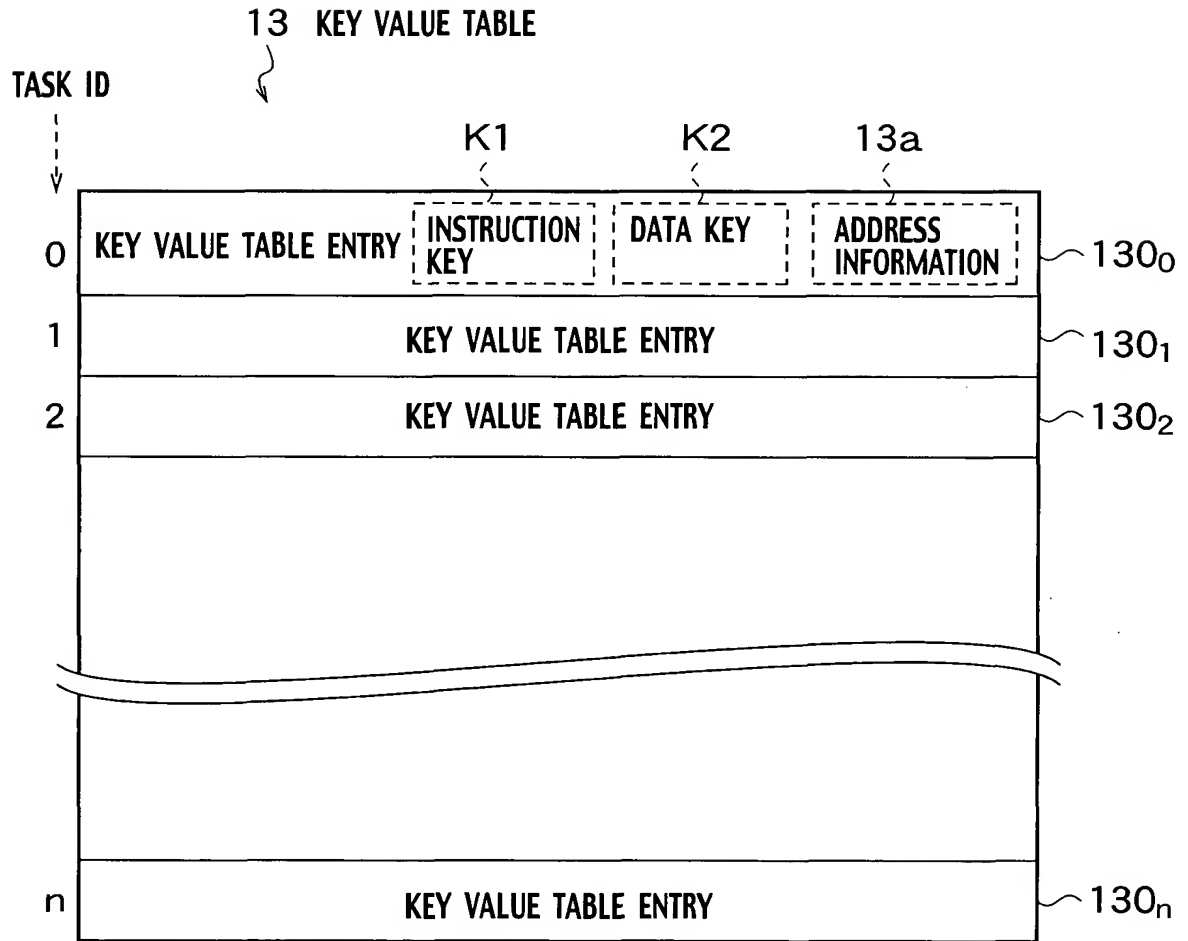 13 KEY VALUE TABLE
TASK ID
K1 K2 13a
0 KEY VALUE TABLE ENTRY INSTRUCTION KEY DATA KEY ADDRESS INFORMATION 130₀
1 KEY VALUE TABLE ENTRY 130₁
2 KEY VALUE TABLE ENTRY 130₂
n KEY VALUE TABLE ENTRY 130ₙ